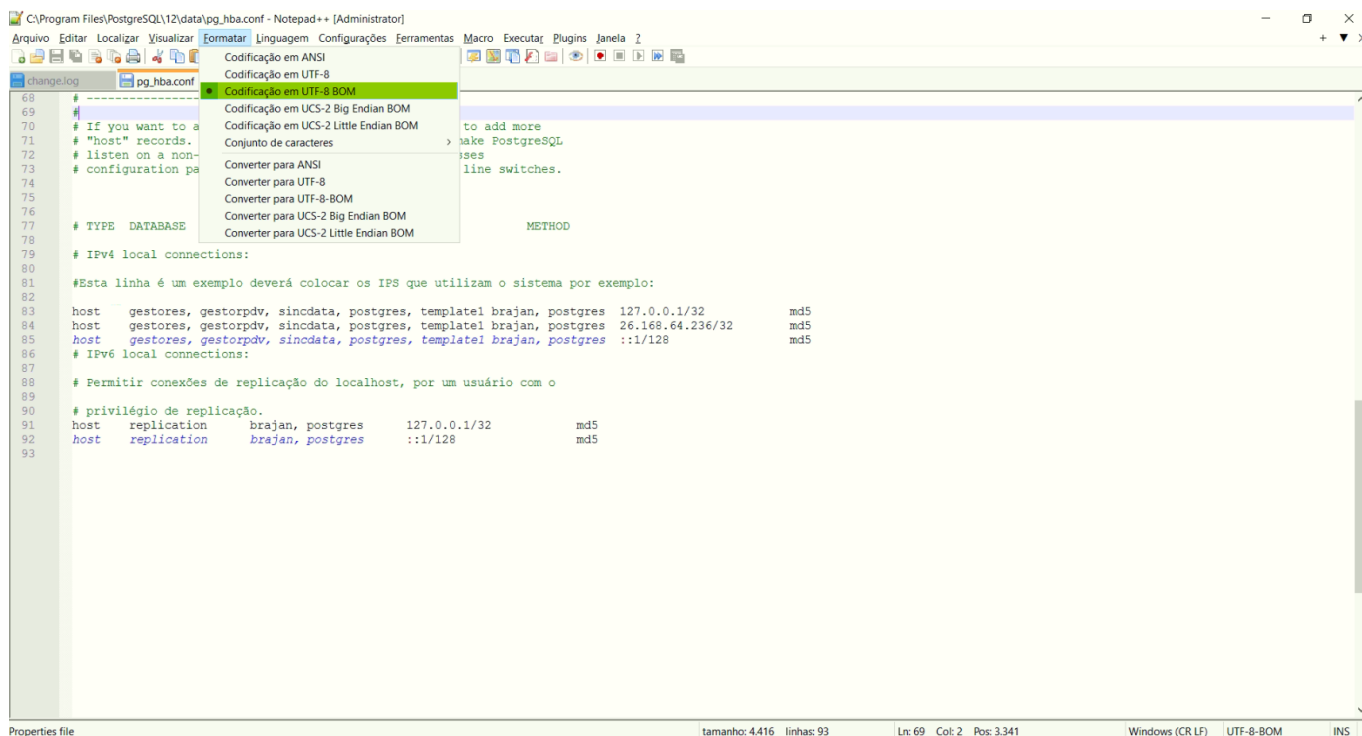 C:\Program Files\PostgreSQL\12\data\pg_hba.conf - Notepad++ [Administrator]
Arquivo Editar Localizar Visualizar Formatar Linguagem Configurações Ferramentas Macro Executar Plugins Janela ?
change.log pg_hba.conf
Codificação em ANSI
Codificação em UTF-8
Codificação em UTF-8 BOM
Codificação em UCS-2 Big Endian BOM
Codificação em UCS-2 Little Endian BOM
Conjunto de caracteres
Converter para ANSI
Converter para UTF-8
Converter para UTF-8-BOM
Converter para UCS-2 Big Endian BOM
Converter para UCS-2 Little Endian BOM
68 # ----------------
69 #
70 # If you want to a to add more
71 # "host" records. make PostgreSQL
72 # listen on a non- sses
73 # configuration pa line switches.
74
75
76
77 # TYPE DATABASE METHOD
78
79 # IPv4 local connections:
80
81 #Esta linha é um exemplo deverá colocar os IPS que utilizam o sistema por exemplo:
82
83 host gestores, gestorpdv, sincdata, postgres, template1 brajan, postgres 127.0.0.1/32 md5
84 host gestores, gestorpdv, sincdata, postgres, template1 brajan, postgres 26.168.64.236/32 md5
85 host gestores, gestorpdv, sincdata, postgres, template1 brajan, postgres ::1/128 md5
86 # IPv6 local connections:
87
88 # Permitir conexões de replicação do localhost, por um usuário com o
89
90 # privilégio de replicação.
91 host replication brajan, postgres 127.0.0.1/32 md5
92 host replication brajan, postgres ::1/128 md5
93
Properties file tamanho: 4.416 linhas: 93 Ln: 69 Col: 2 Pos: 3.341 Windows (CR LF) UTF-8-BOM INS